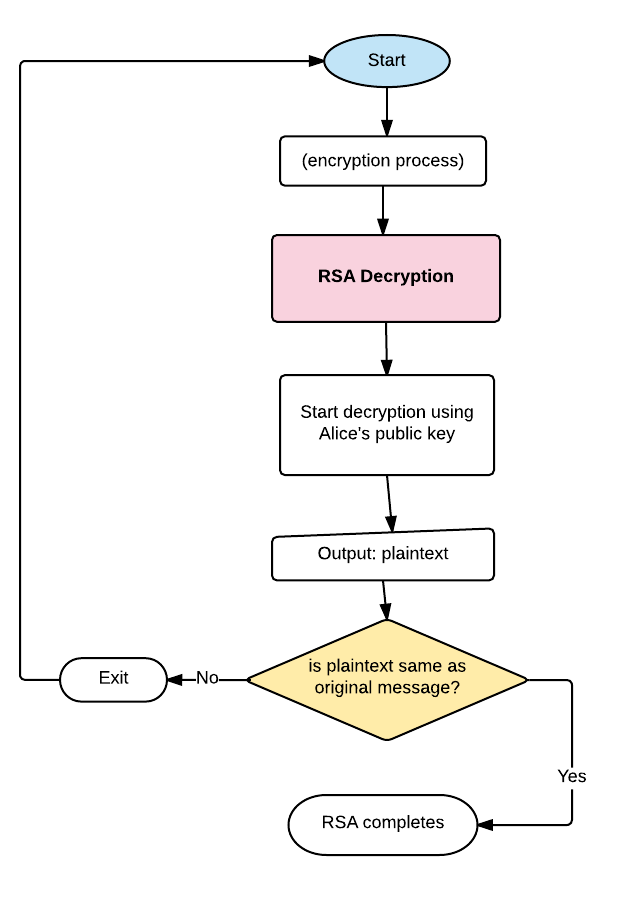 Start
(encryption process)
RSA Decryption
Start decryption using
Alice's public key
Output: plaintext
is plaintext same as
original message?
No
Exit
Yes
RSA completes